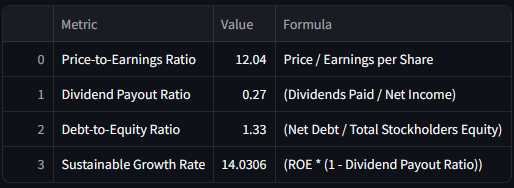 Metric Value Formula
0 Price-to-Earnings Ratio 12.04 Price / Earnings per Share
1 Dividend Payout Ratio 0.27 (Dividends Paid / Net Income)
2 Debt-to-Equity Ratio 1.33 (Net Debt / Total Stockholders Equity)
3 Sustainable Growth Rate 14.0306 (ROE * (1 - Dividend Payout Ratio))